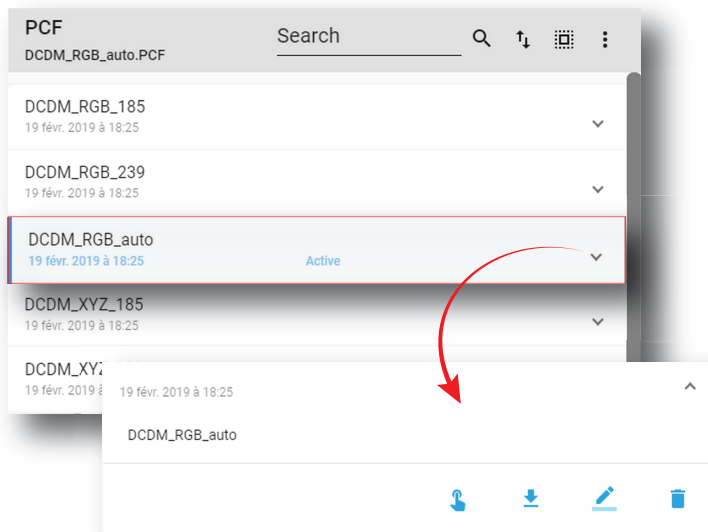 PCF
DCDM_RGB_auto.PCF
Search
DCDM_RGB_185
19 févr. 2019 à 18:25
DCDM_RGB_239
19 févr. 2019 à 18:25
DCDM_RGB_auto
19 févr. 2019 à 18:25 Active
DCDM_XYZ_185
19 févr. 2019 à 18:25
19 févr. 2019
19 févr. 2019 à 18:25
DCDM_RGB_auto